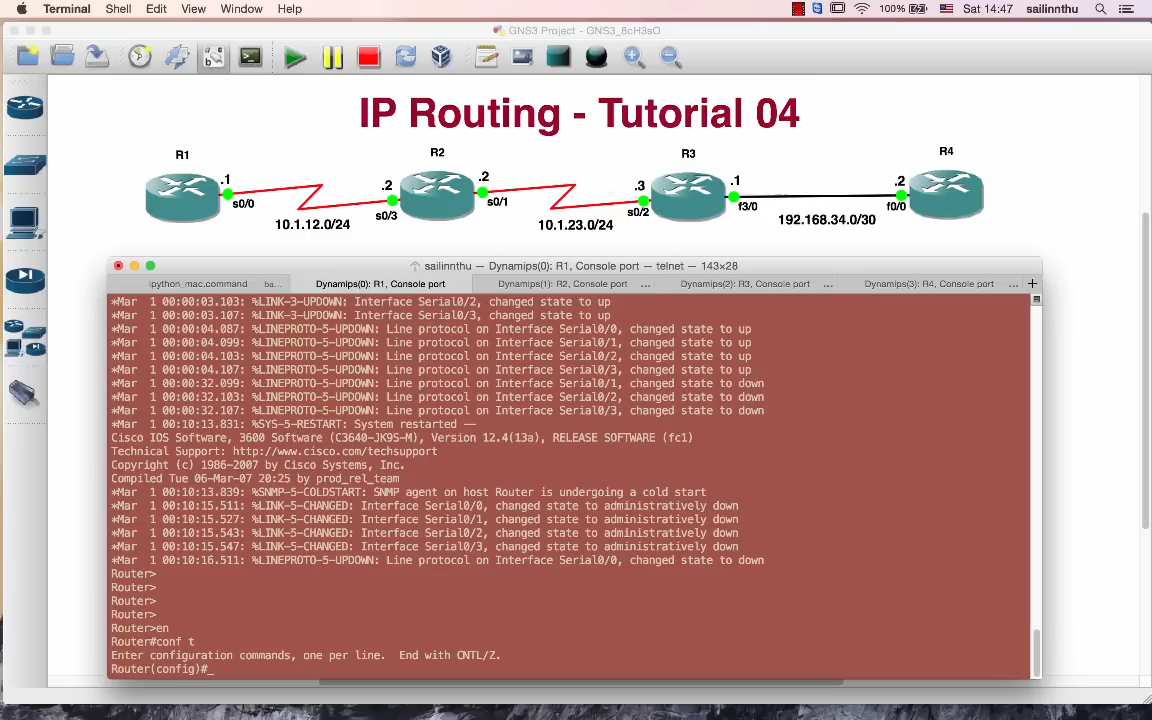 Terminal Shell Edit View Window Help 100% Sat 14:47 sailinnthu
GNS3 Project - GNS3_8cH3sO
IP Routing - Tutorial 04
R1 R2 R3 R4
.1 .2 .2 .3 .1 .2
s0/0 s0/3 s0/1 s0/2 f3/0 f0/0
10.1.12.0/24 10.1.23.0/24 192.168.34.0/30
sailinnthu — Dynamips(0): R1, Console port — telnet — 143×28
ipython_mac.command ba... Dynamips(0): R1, Console port Dynamips(1): R2, Console port ... Dynamips(2): R3, Console port ... Dynamips(3): R4, Console port ... +
*Mar 1 00:00:03.103: %LINK-3-UPDOWN: Interface Serial0/2, changed state to up
*Mar 1 00:00:03.107: %LINK-3-UPDOWN: Interface Serial0/3, changed state to up
*Mar 1 00:00:04.087: %LINEPROTO-5-UPDOWN: Line protocol on Interface Serial0/0, changed state to up
*Mar 1 00:00:04.099: %LINEPROTO-5-UPDOWN: Line protocol on Interface Serial0/1, changed state to up
*Mar 1 00:00:04.103: %LINEPROTO-5-UPDOWN: Line protocol on Interface Serial0/2, changed state to up
*Mar 1 00:00:04.107: %LINEPROTO-5-UPDOWN: Line protocol on Interface Serial0/3, changed state to up
*Mar 1 00:00:32.099: %LINEPROTO-5-UPDOWN: Line protocol on Interface Serial0/1, changed state to down
*Mar 1 00:00:32.103: %LINEPROTO-5-UPDOWN: Line protocol on Interface Serial0/2, changed state to down
*Mar 1 00:00:32.107: %LINEPROTO-5-UPDOWN: Line protocol on Interface Serial0/3, changed state to down
*Mar 1 00:10:13.831: %SYS-5-RESTART: System restarted --
Cisco IOS Software, 3600 Software (C3640-JK9S-M), Version 12.4(13a), RELEASE SOFTWARE (fc1)
Technical Support: http://www.cisco.com/techsupport
Copyright (c) 1986-2007 by Cisco Systems, Inc.
Compiled Tue 06-Mar-07 20:25 by prod_rel_team
*Mar 1 00:10:13.839: %SNMP-5-COLDSTART: SNMP agent on host Router is undergoing a cold start
*Mar 1 00:10:15.511: %LINK-5-CHANGED: Interface Serial0/0, changed state to administratively down
*Mar 1 00:10:15.527: %LINK-5-CHANGED: Interface Serial0/1, changed state to administratively down
*Mar 1 00:10:15.543: %LINK-5-CHANGED: Interface Serial0/2, changed state to administratively down
*Mar 1 00:10:15.547: %LINK-5-CHANGED: Interface Serial0/3, changed state to administratively down
*Mar 1 00:10:16.511: %LINEPROTO-5-UPDOWN: Line protocol on Interface Serial0/0, changed state to down
Router>
Router>
Router>
Router>
Router>en
Router#conf t
Enter configuration commands, one per line. End with CNTL/Z.
Router(config)#_